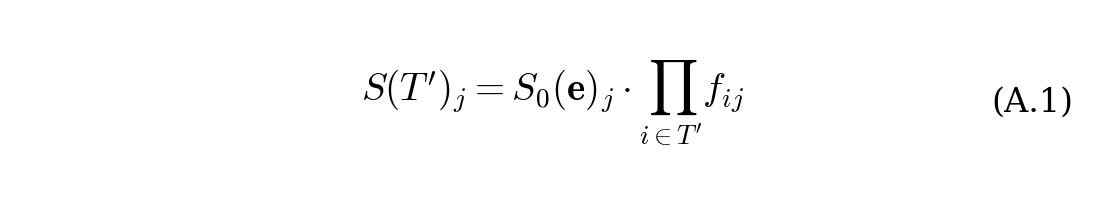 S(T′)_j = S_0(𝐞)_j · ∏_{i ∈ T′} f_{ij} (A.1)